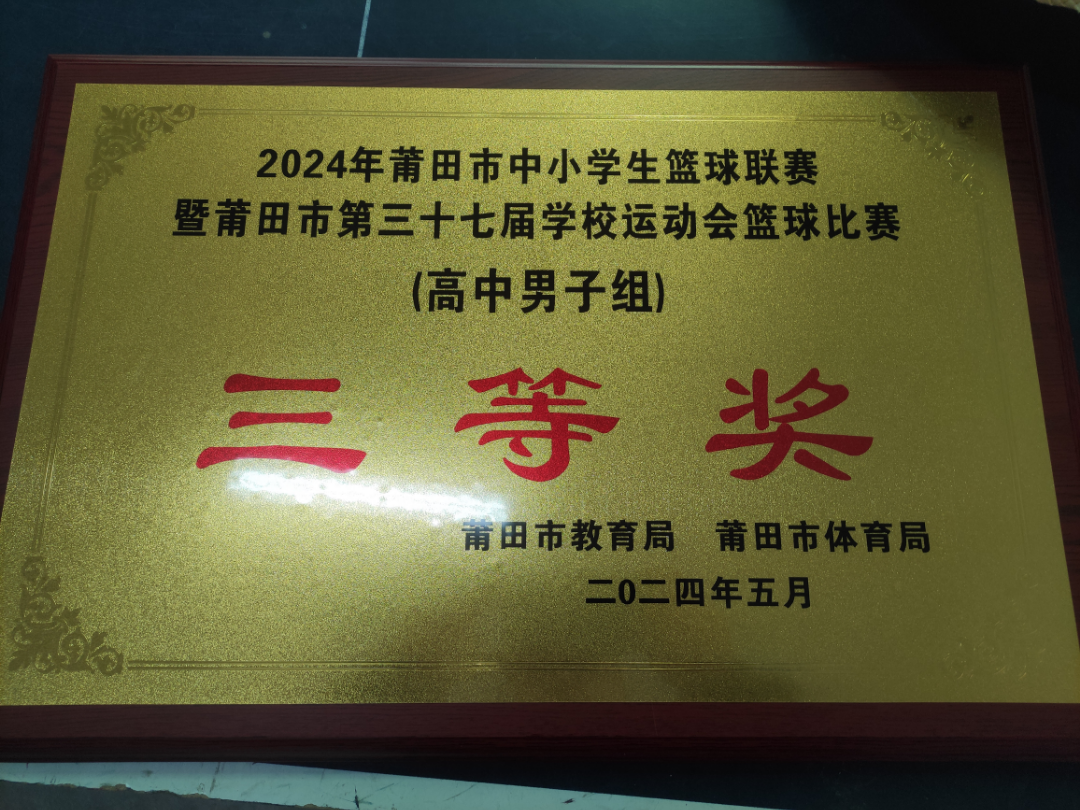 2024年莆田市中小学生篮球联赛
暨莆田市第三十七届学校运动会篮球比赛
(高中男子组)
三等奖
莆田市教育局 莆田市体育局
二0二四年五月